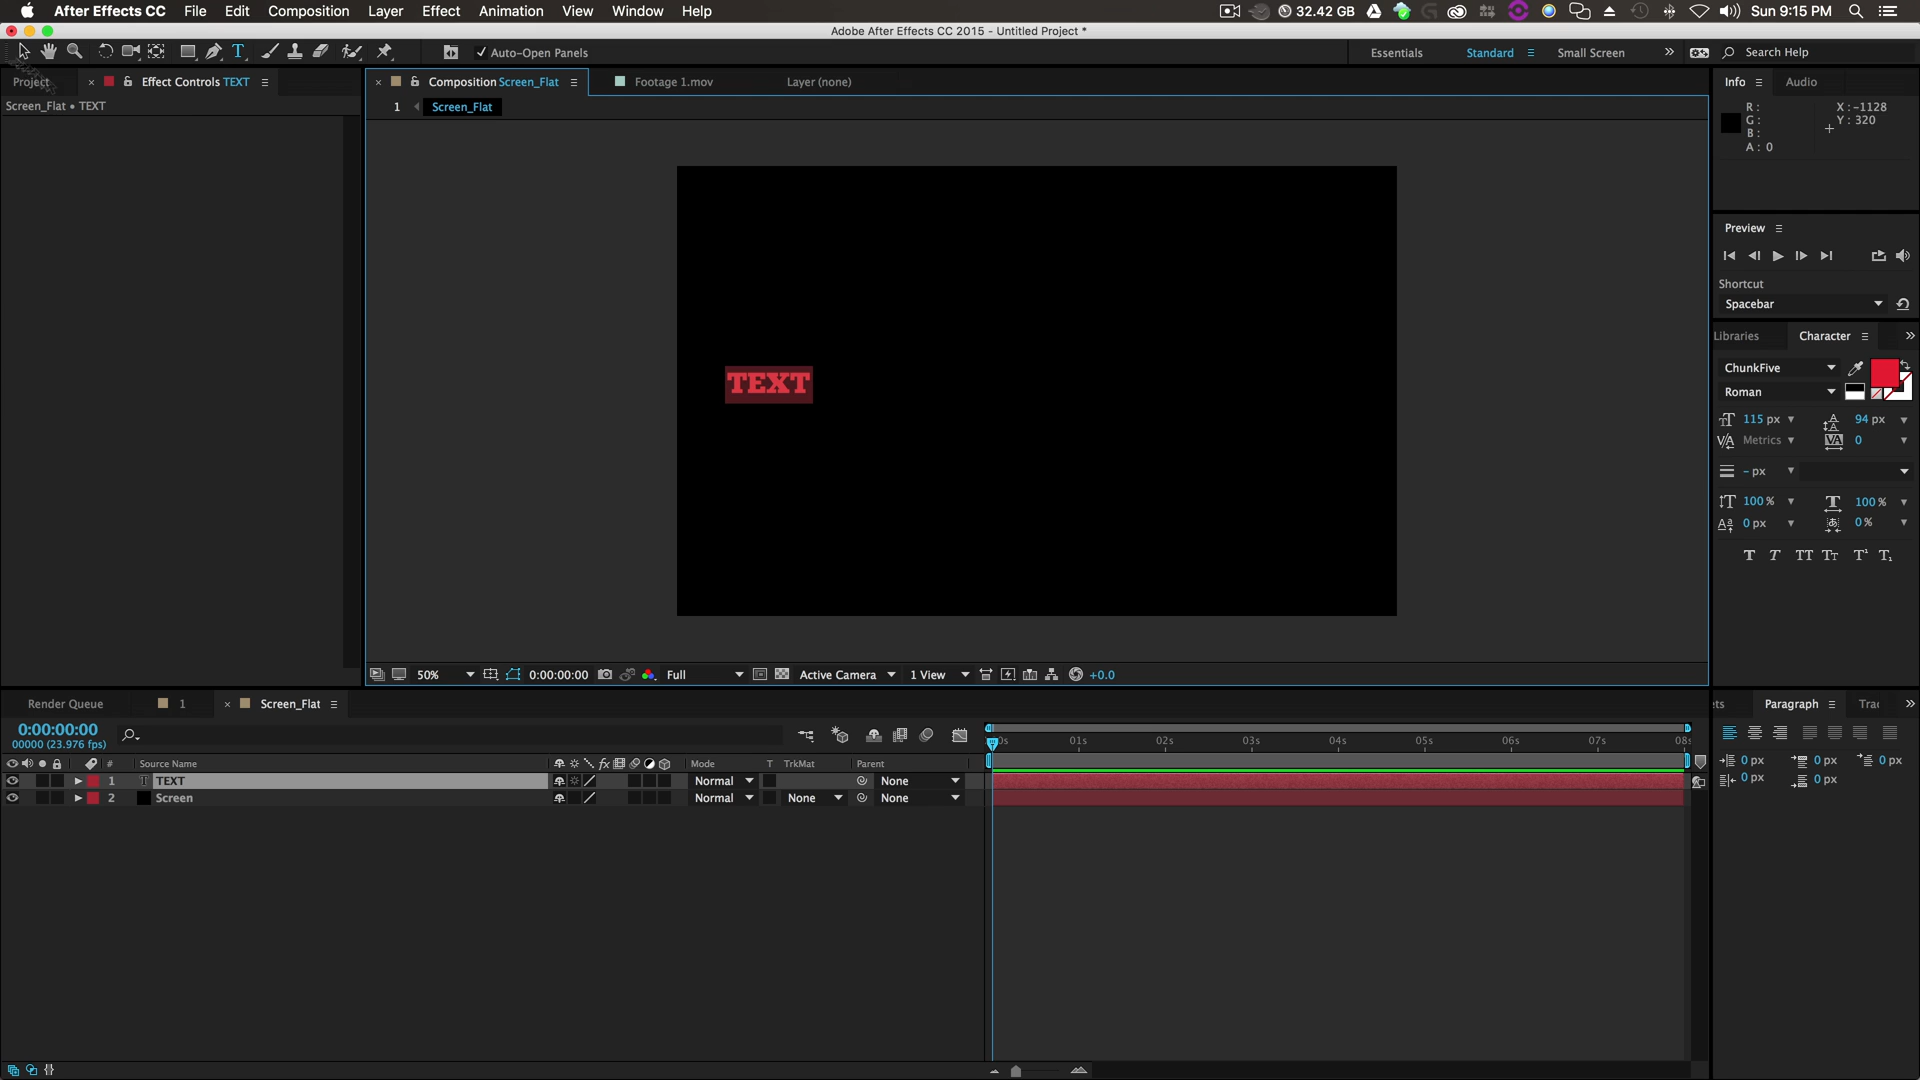 After Effects CC File Edit Composition Layer Effect Animation View Window Help 32.42 GB Sun 9:15 PM
Adobe After Effects CC 2015 - Untitled Project *
Auto-Open Panels Essentials Standard Small Screen Search Help
Project Effect Controls TEXT Composition Screen_Flat Footage 1.mov Layer (none) Info Audio
Screen_Flat • TEXT 1 Screen_Flat
R : X : -1128
G : Y : 320
B :
A : 0
Preview
Shortcut
Spacebar
Libraries Character
ChunkFive
Roman
115 px 94 px
Metrics 0
- px
100 % 100 %
0 px 0 %
T T TT Tт T¹ T₁
TEXT
50% 0:00:00:00 Full Active Camera 1 View +0.0
Render Queue 1 Screen_Flat Paragraph
0:00:00:00
00000 (23.976 fps)
01s 02s 03s 04s 05s 06s 07s
# Source Name Mode T TrkMat Parent
1 TEXT Normal None
2 Screen Normal None None
0 px 0 px 0 px
0 px 0 px